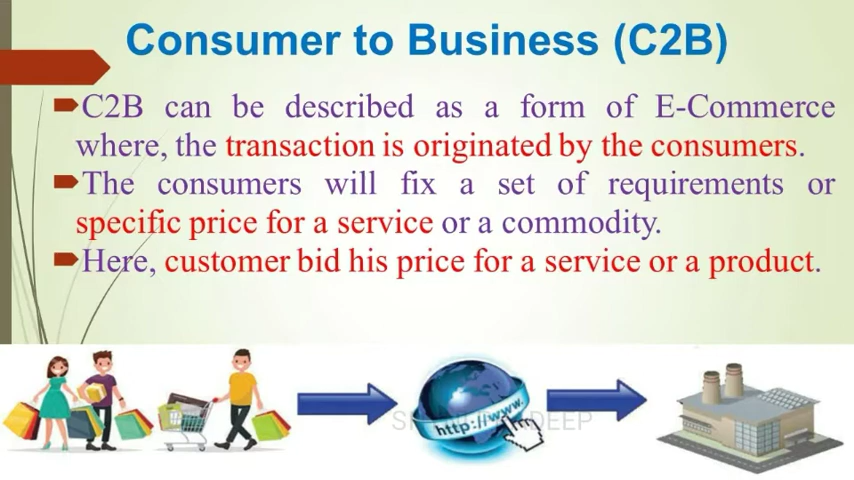 Consumer to Business (C2B)
C2B can be described as a form of E-Commerce
where, the transaction is originated by the consumers.
The consumers will fix a set of requirements or
specific price for a service or a commodity.
Here, customer bid his price for a service or a product.
http://www.